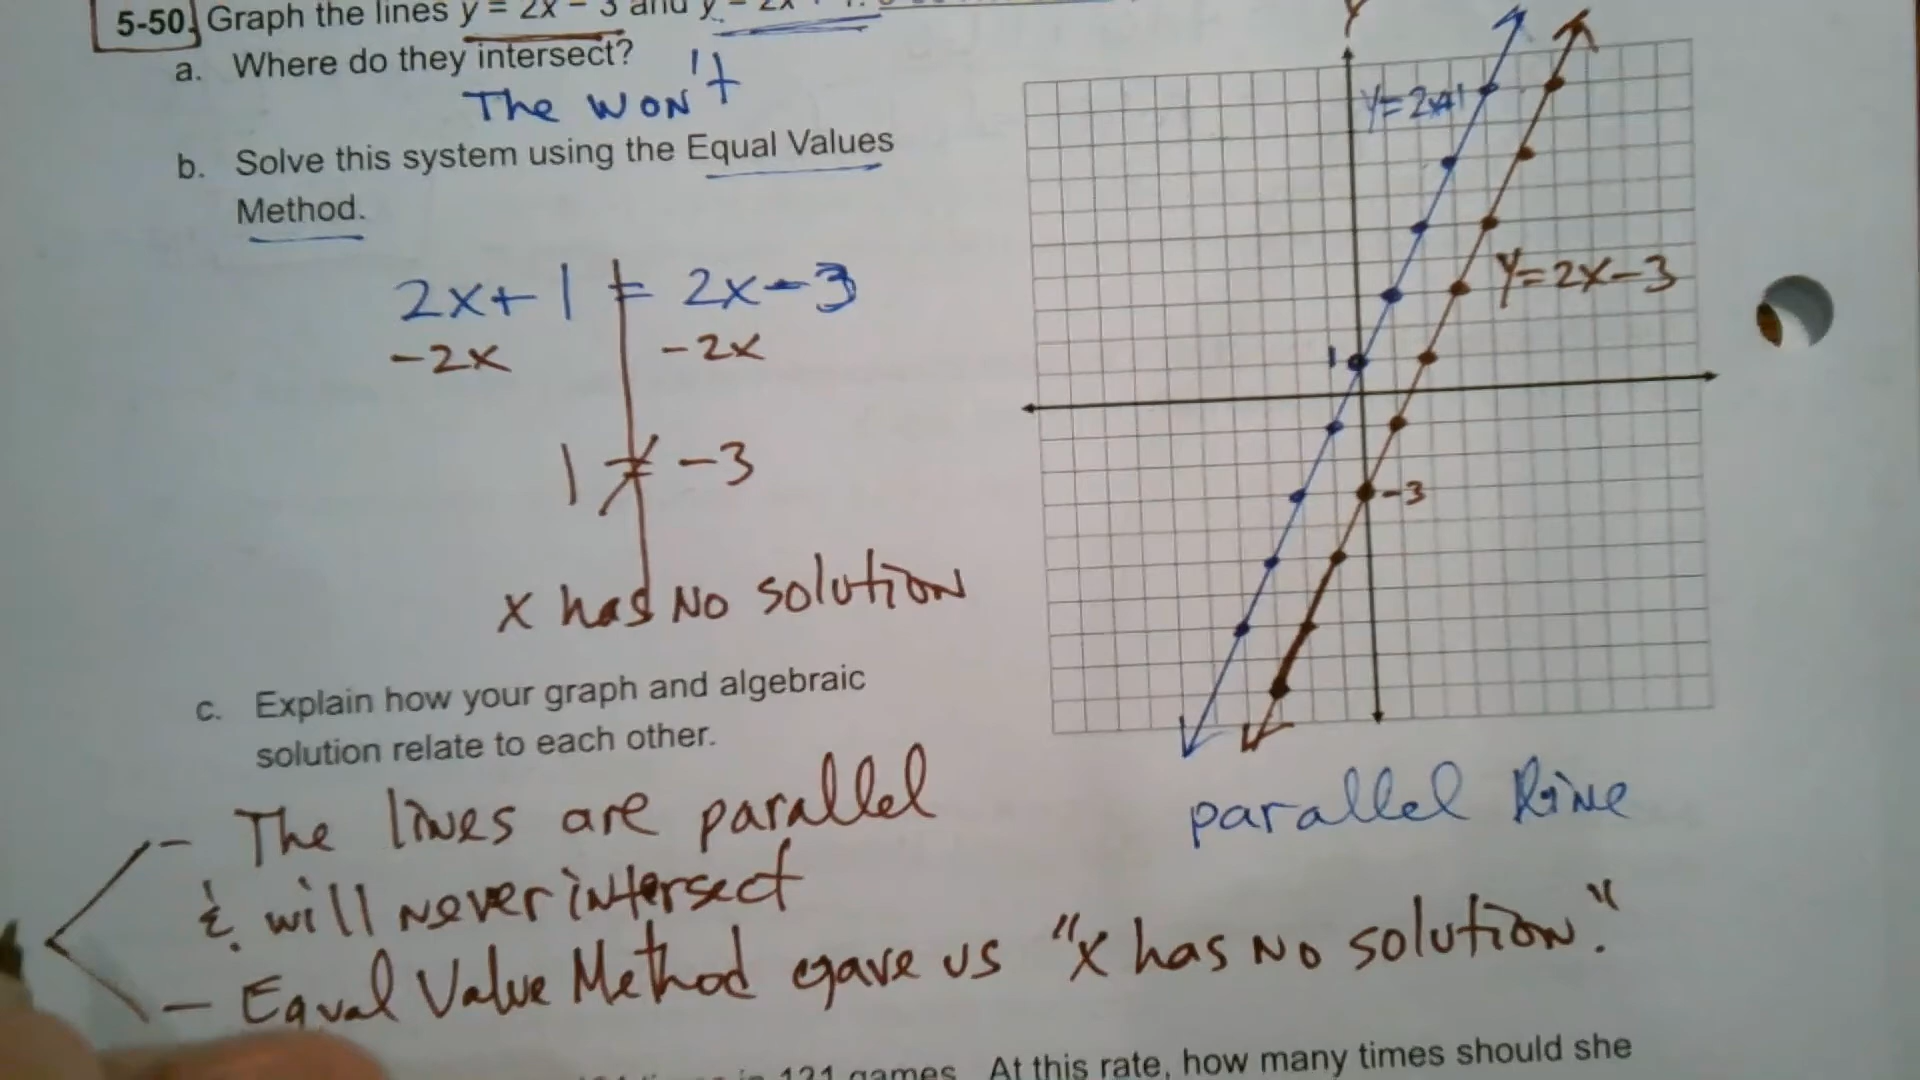 5-50. Graph the lines y = 2x − 3 and y = 2x + 1.
a. Where do they intersect?
The WON't
b. Solve this system using the Equal Values
Method.
2x+1 = 2x-3
-2x -2x
1 ≠ -3
x has No solution
c. Explain how your graph and algebraic
solution relate to each other.
- The lines are parallel
& will never intersect
- Equal Value Method gave us "x has No solution."
Y
Y=2x+1
Y=2x-3
1
-3
parallel line
in 121 games. At this rate, how many times should she